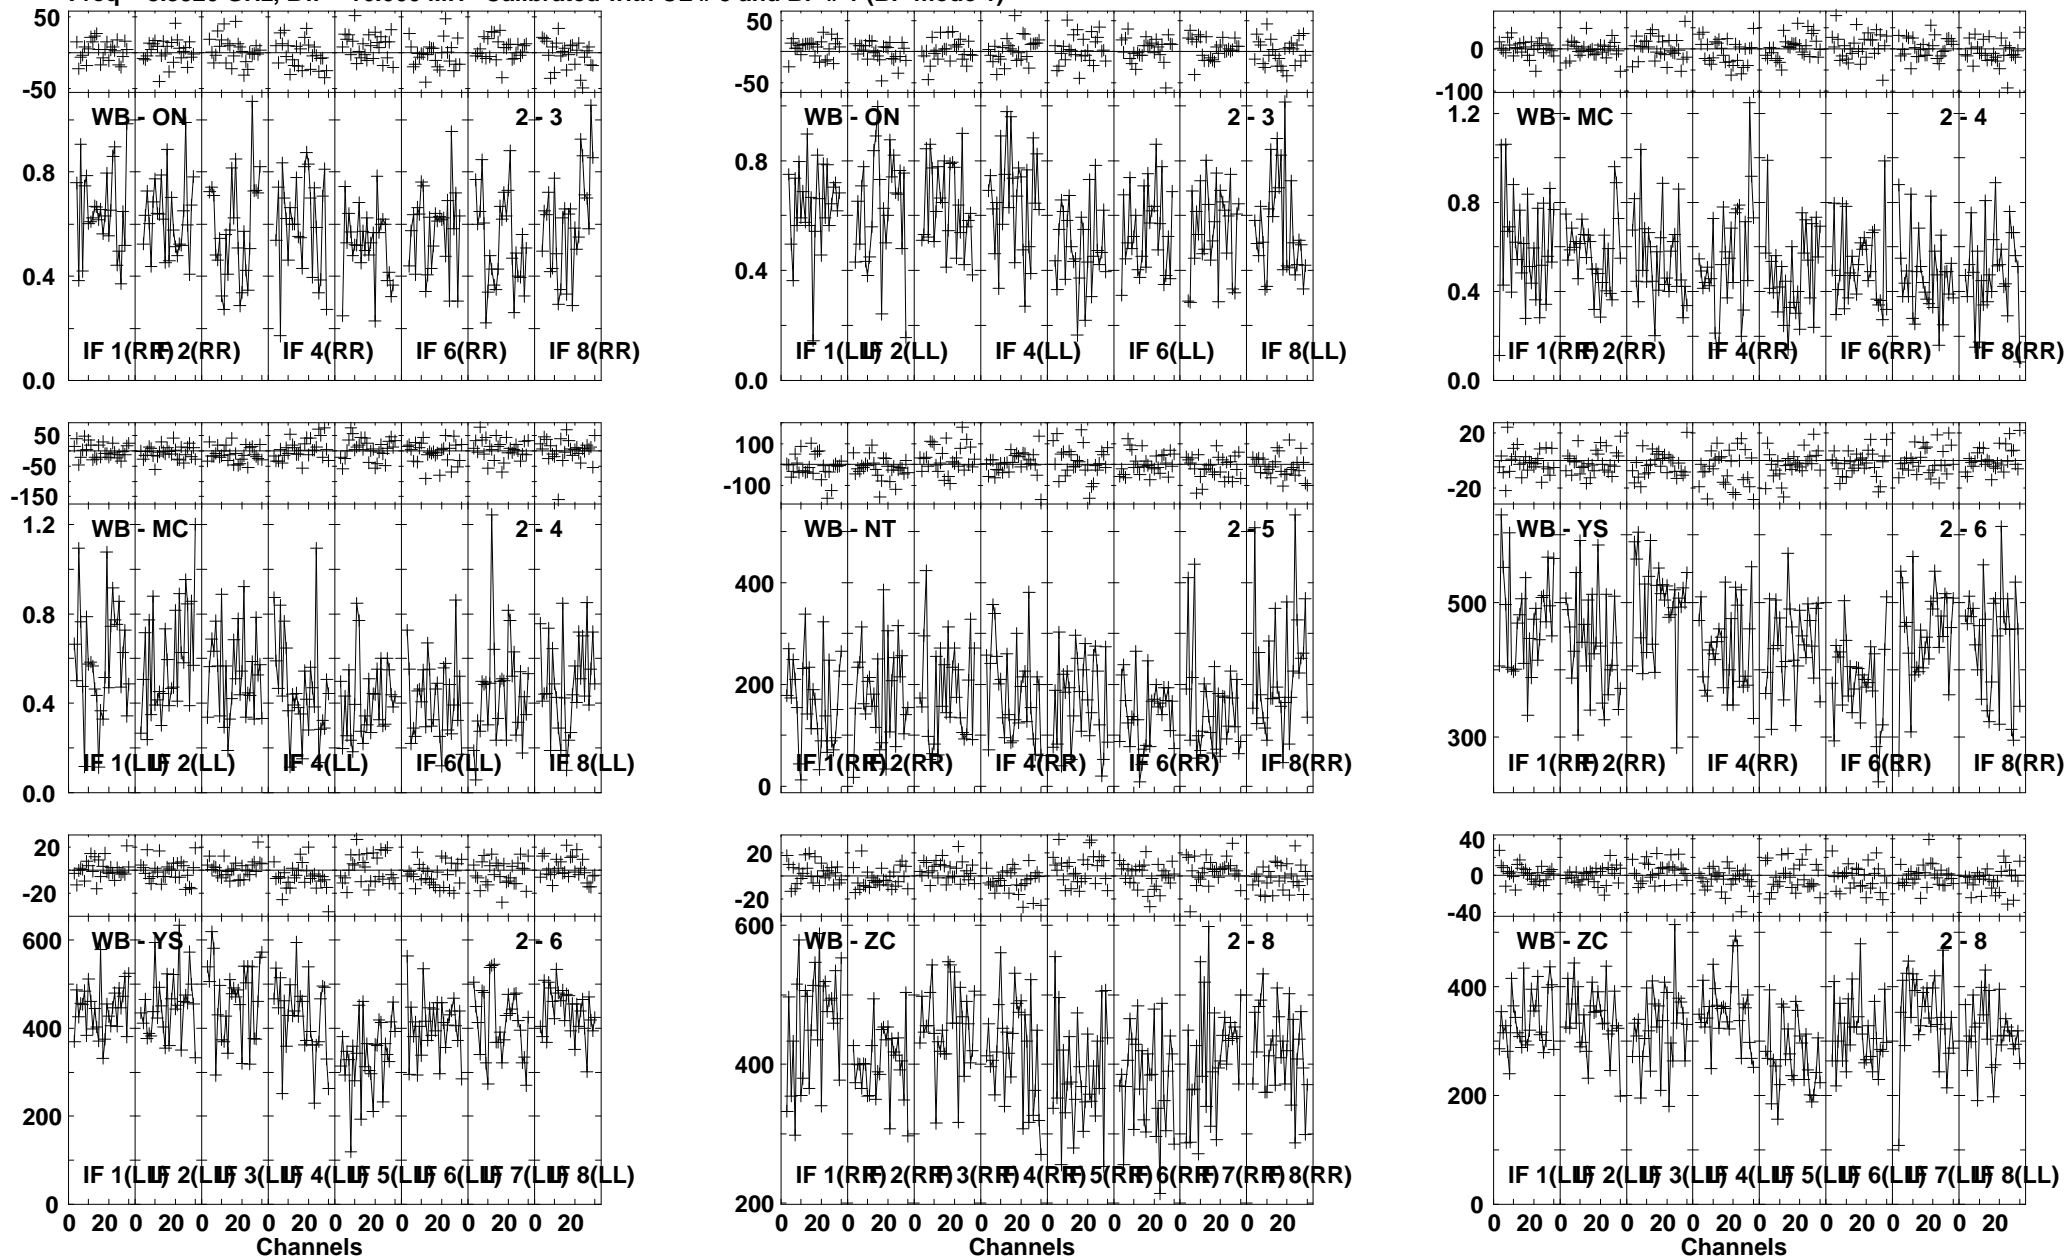 50
-50
WB - ON
2 - 3
0.8
0.4
0.0
IF 1(RR)
IF 2(RR)
IF 4(RR)
IF 6(RR)
IF 8(RR)
50
-50
WB - ON
2 - 3
0.8
0.4
0.0
IF 1(LL)
IF 2(LL)
IF 4(LL)
IF 6(LL)
IF 8(LL)
0
-100
WB - MC
2 - 4
1.2
0.8
0.4
0.0
IF 1(RR)
IF 2(RR)
IF 4(RR)
IF 6(RR)
IF 8(RR)
50
-50
-150
WB - MC
2 - 4
1.2
0.8
0.4
0.0
IF 1(LL)
IF 2(LL)
IF 4(LL)
IF 6(LL)
IF 8(LL)
100
-100
WB - NT
2 - 5
400
200
0
IF 1(RR)
IF 2(RR)
IF 4(RR)
IF 6(RR)
IF 8(RR)
20
-20
WB - YS
2 - 6
500
300
IF 1(RR)
IF 2(RR)
IF 4(RR)
IF 6(RR)
IF 8(RR)
20
-20
WB - YS
2 - 6
600
400
200
0
IF 1(LL)
IF 2(LL)
IF 3(LL)
IF 4(LL)
IF 5(LL)
IF 6(LL)
IF 7(LL)
IF 8(LL)
0 20 0 20 0 20 0 20 0 20 0 20 0 20 0 20
Channels
20
-20
WB - ZC
2 - 8
600
400
200
IF 1(RR)
IF 2(RR)
IF 3(RR)
IF 4(RR)
IF 5(RR)
IF 6(RR)
IF 7(RR)
IF 8(RR)
0 20 0 20 0 20 0 20 0 20 0 20 0 20 0 20
Channels
40
0
-40
WB - ZC
2 - 8
400
200
0
IF 1(LL)
IF 2(LL)
IF 3(LL)
IF 4(LL)
IF 5(LL)
IF 6(LL)
IF 7(LL)
IF 8(LL)
0 20 0 20 0 20 0 20 0 20 0 20 0 20 0 20
Channels